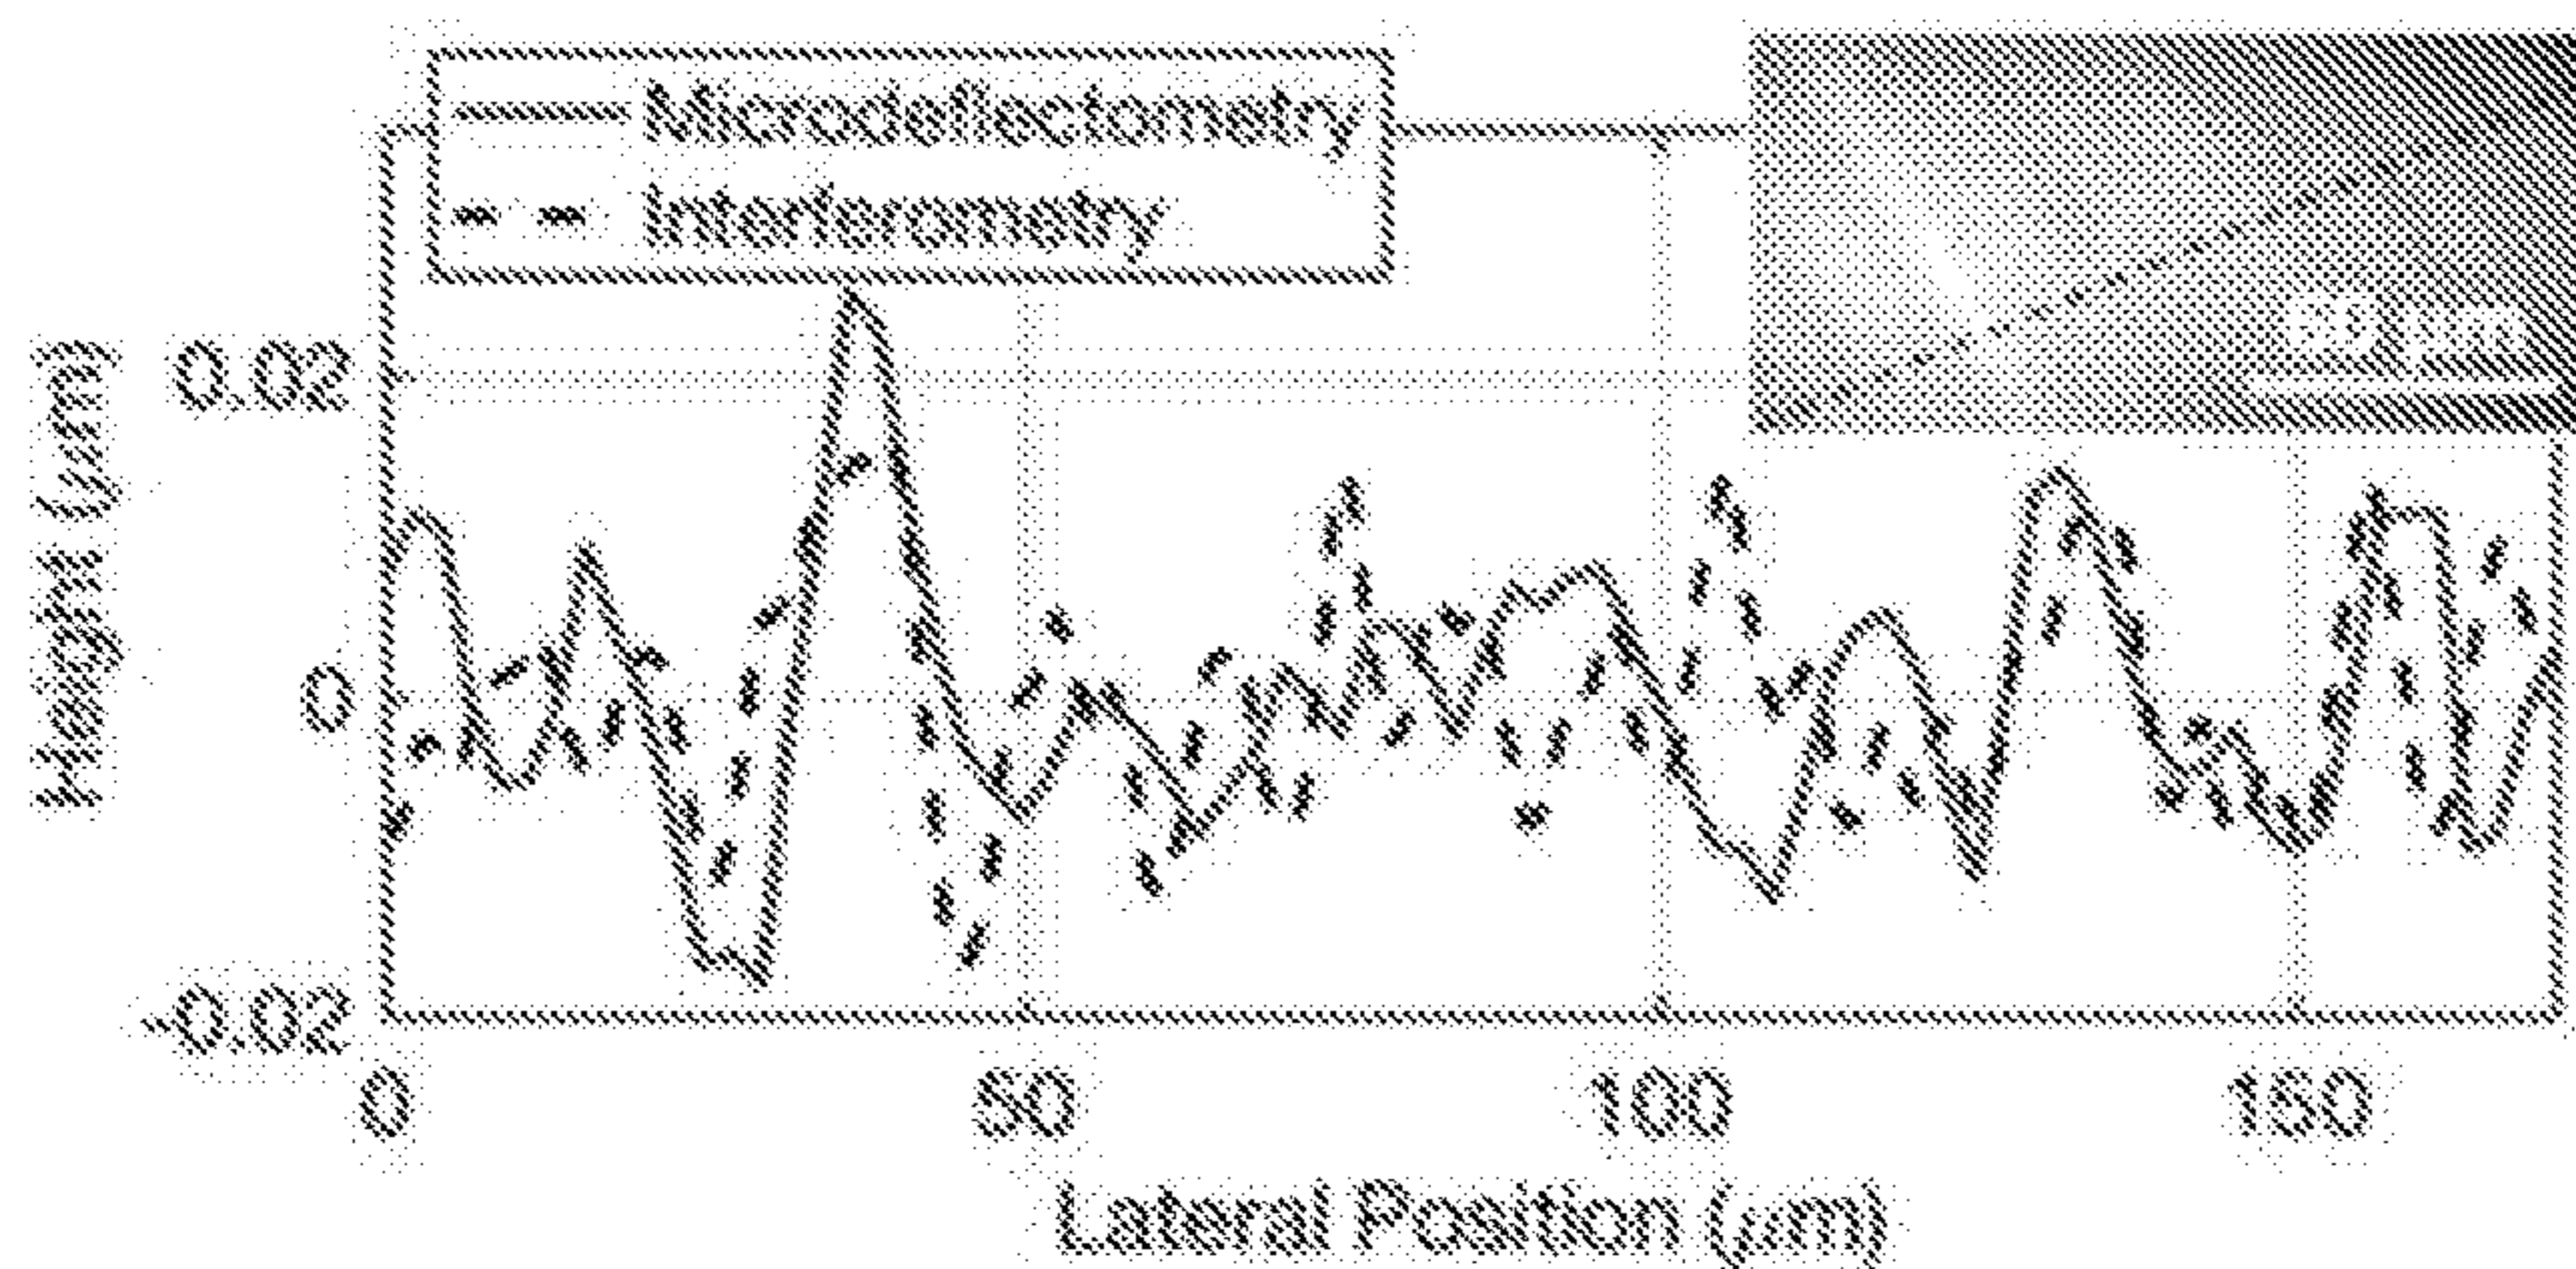 Microdeflectometry
Interferometry
Height (μm)
0.02
0
-0.02
0
50
100
150
Lateral Position (μm)